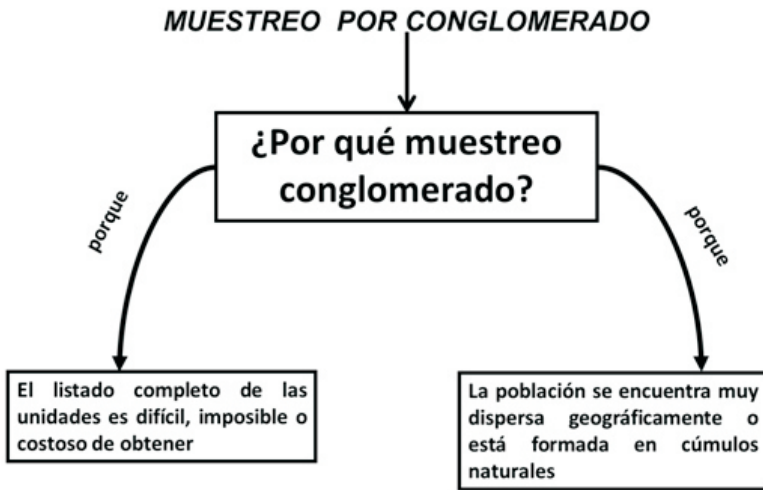 MUESTREO POR CONGLOMERADO
¿Por qué muestreo
conglomerado?
porque
porque
El listado completo de las
unidades es difícil, imposible o
costoso de obtener
La población se encuentra muy
dispersa geográficamente o
está formada en cúmulos
naturales